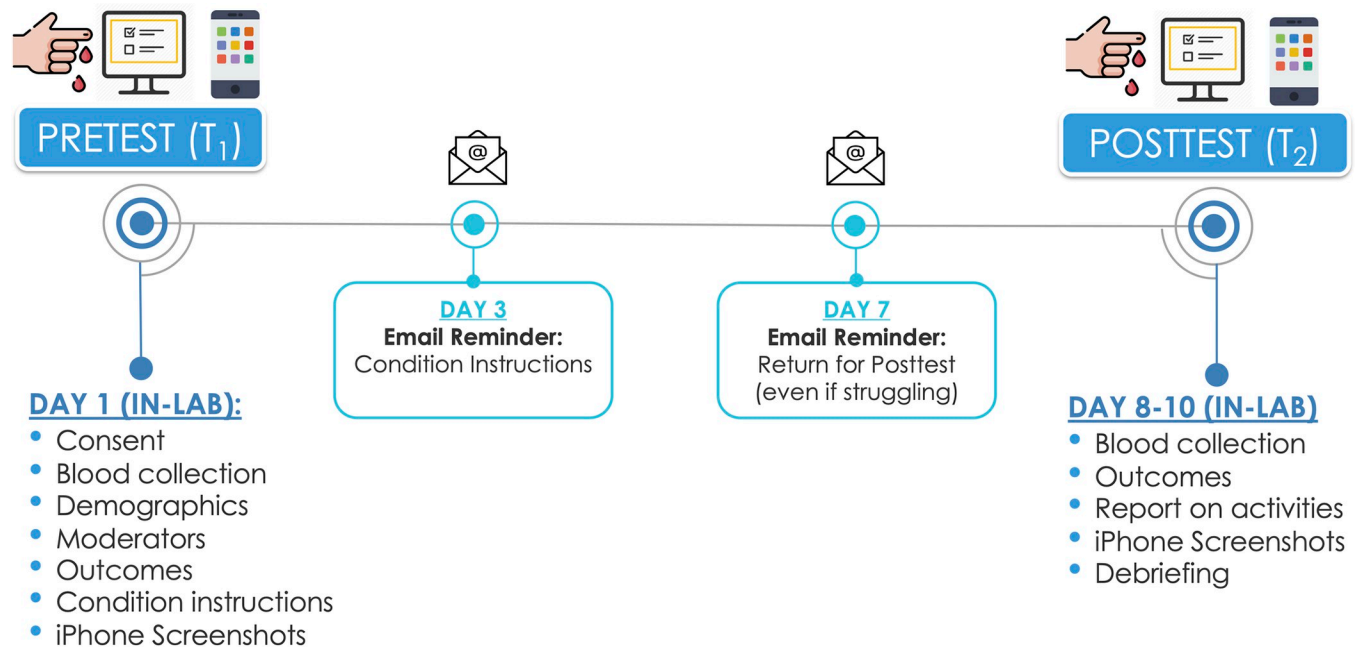 PRETEST (T₁)
POSTTEST (T₂)
@
@
DAY 3
Email Reminder:
Condition Instructions
DAY 7
Email Reminder:
Return for Posttest
(even if struggling)
DAY 1 (IN-LAB):
• Consent
• Blood collection
• Demographics
• Moderators
• Outcomes
• Condition instructions
• iPhone Screenshots
DAY 8-10 (IN-LAB)
• Blood collection
• Outcomes
• Report on activities
• iPhone Screenshots
• Debriefing